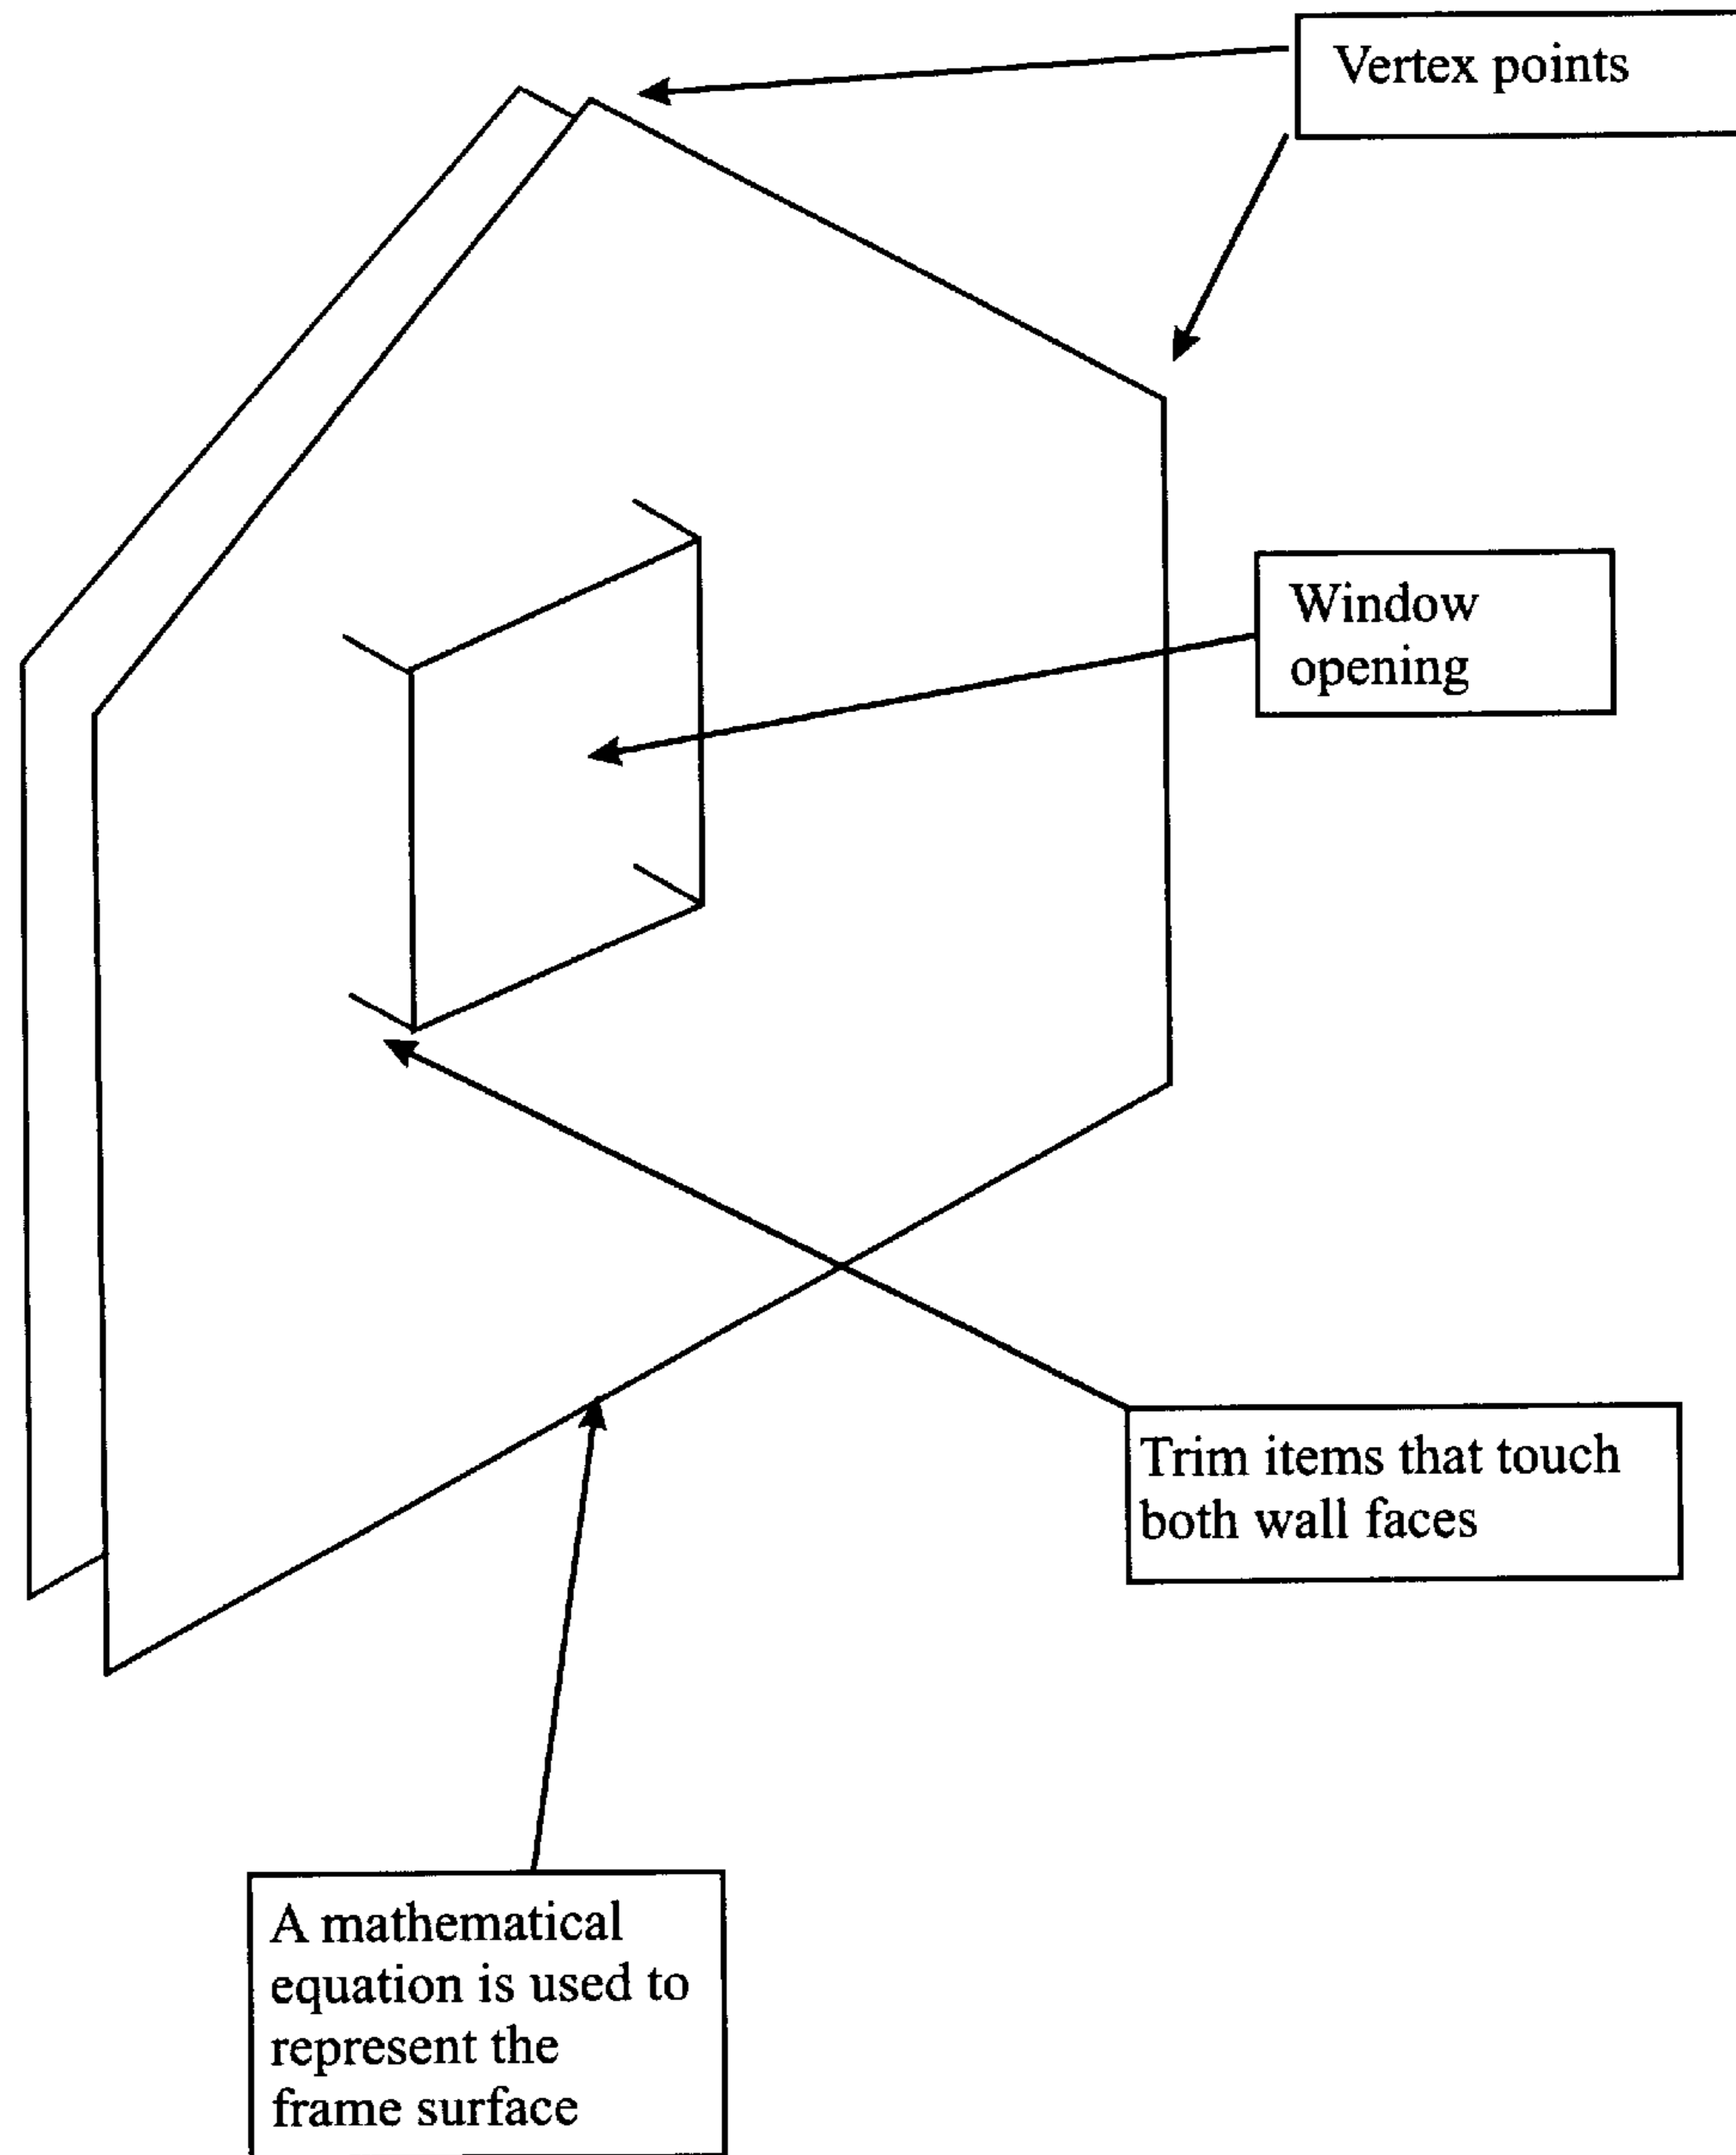 Vertex points
Window
opening
Trim items that touch
both wall faces
A mathematical
equation is used to
represent the
frame surface